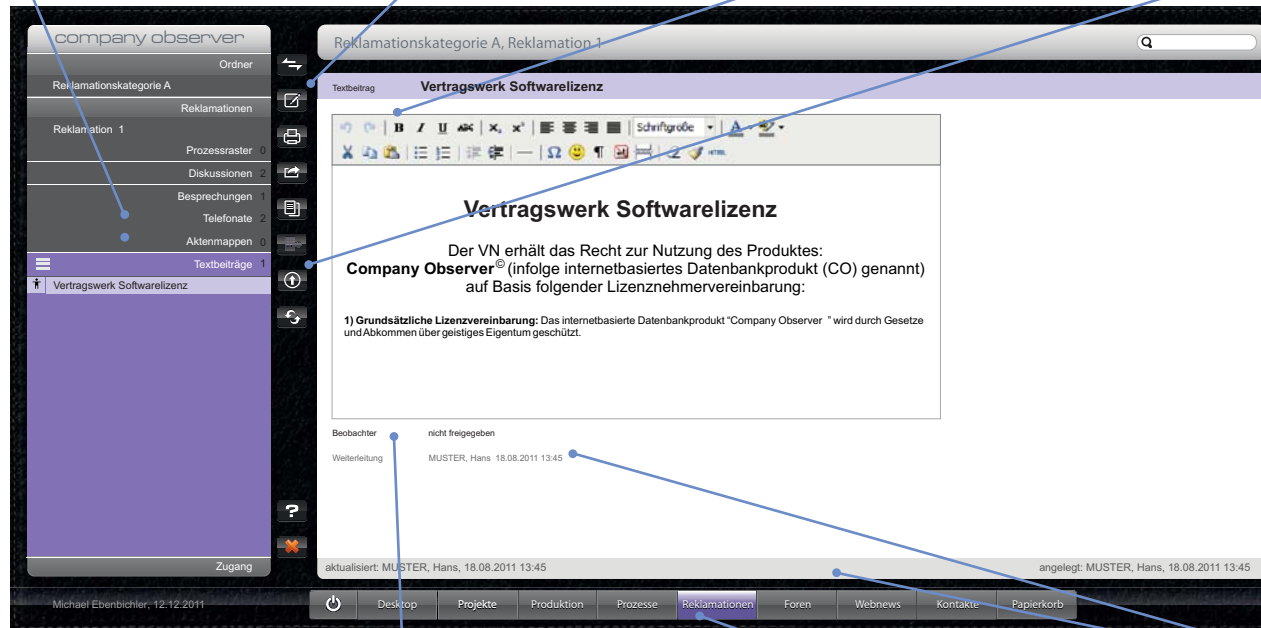 company observer
Ordner
Reklamationskategorie A
Reklamationen
Reklamation 1
Prozessraster 0
Diskussionen 2
Besprechungen 1
Telefonate 2
Aktenmappen 0
Textbeiträge 1
Vertragswerk Softwarelizenz
Zugang
Michael Ebenbichler, 12.12.2011
?
Reklamationskategorie A, Reklamation 1
Textbeitrag Vertragswerk Softwarelizenz
B I U ABC X₂ x² Schriftgröße A
Ω ¶ HTML
Vertragswerk Softwarelizenz
Der VN erhält das Recht zur Nutzung des Produktes:
Company Observer© (infolge internetbasiertes Datenbankprodukt (CO) genannt)
auf Basis folgender Lizenznehmervereinbarung:
1) Grundsätzliche Lizenzvereinbarung: Das internetbasierte Datenbankprodukt "Company Observer " wird durch Gesetze
und Abkommen über geistiges Eigentum geschützt.
Beobachter nicht freigegeben
Weiterleitung MUSTER, Hans 18.08.2011 13:45
aktualisiert: MUSTER, Hans, 18.08.2011 13:45 angelegt: MUSTER, Hans, 18.08.2011 13:45
Desktop Projekte Produktion Prozesse Reklamationen Foren Webnews Kontakte Papierkorb